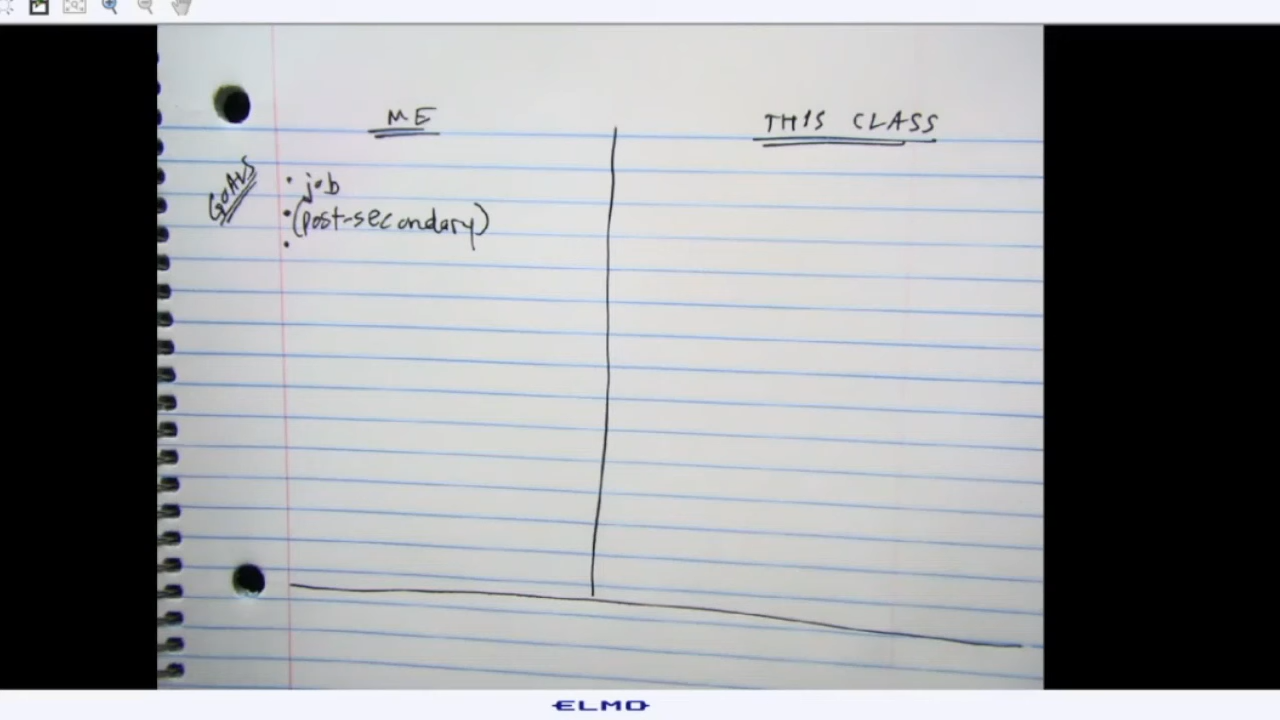 ME
THIS CLASS
GOALS
• job
• (post-secondary)
•
ELMO